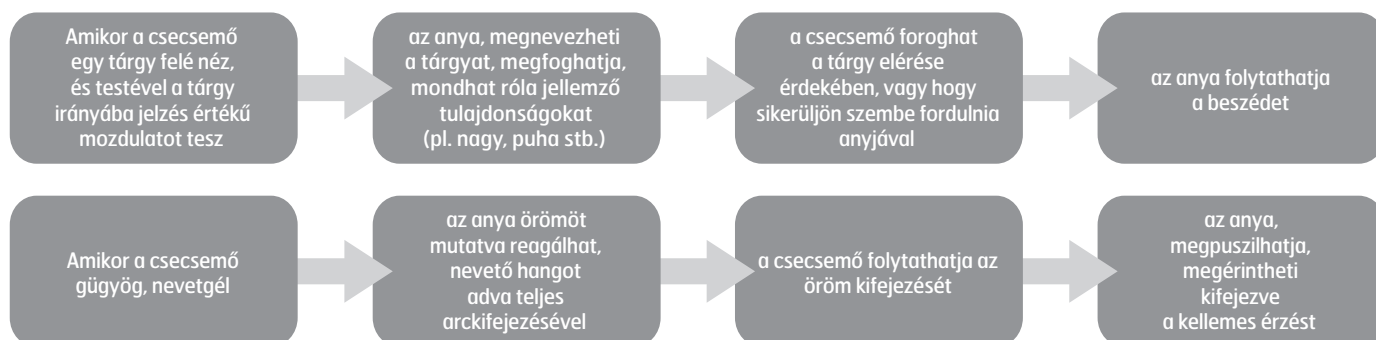 Amikor a csecsemő
egy tárgy felé néz,
és testével a tárgy
irányába jelzés értékű
mozdulatot tesz
az anya, megnevezheti
a tárgyat, megfoghatja,
mondhat róla jellemző
tulajdonságokat
(pl. nagy, puha stb.)
a csecsemő foroghat
a tárgy elérése
érdekében, vagy hogy
sikerüljön szembe fordulnia
anyjával
az anya folytathatja
a beszédet
Amikor a csecsemő
gügyög, nevetgél
az anya örömöt
mutatva reagálhat,
nevető hangot
adva teljes
arckifejezésével
a csecsemő folytathatja az
öröm kifejezését
az anya,
megpuszilhatja,
megérintheti
kifejezve
a kellemes érzést